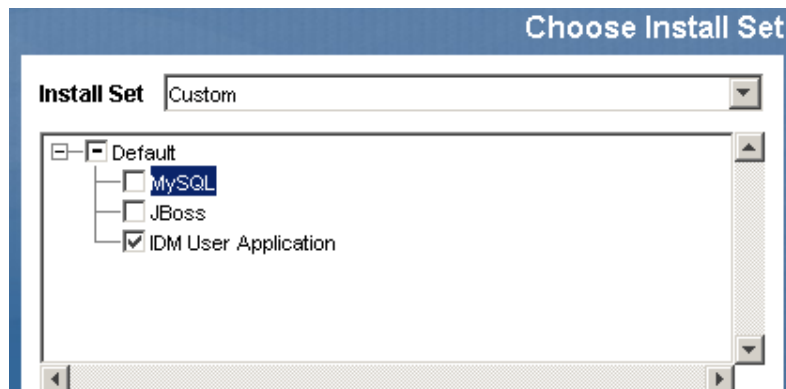 Choose Install Set
Install Set Custom
Default
MySQL
JBoss
IDM User Application